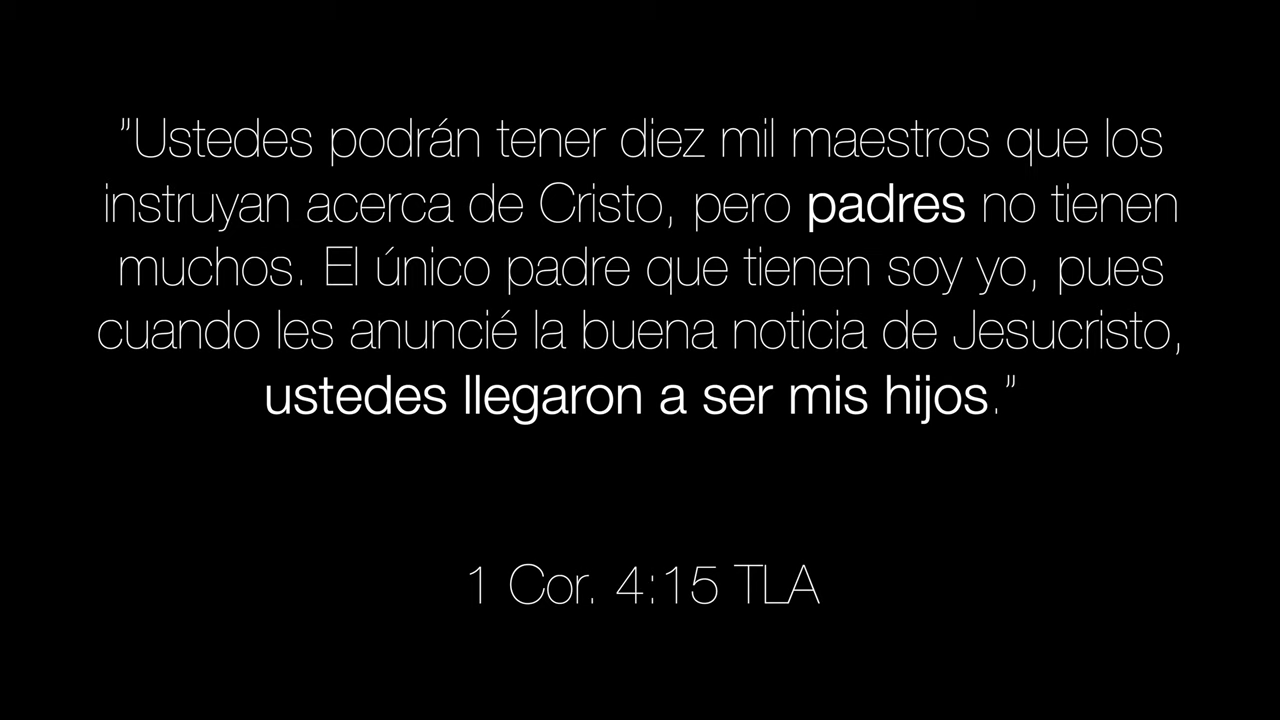 ”Ustedes podrán tener diez mil maestros que los
instruyan acerca de Cristo, pero padres no tienen
muchos. El único padre que tienen soy yo, pues
cuando les anuncié la buena noticia de Jesucristo,
ustedes llegaron a ser mis hijos.”
1 Cor. 4:15 TLA